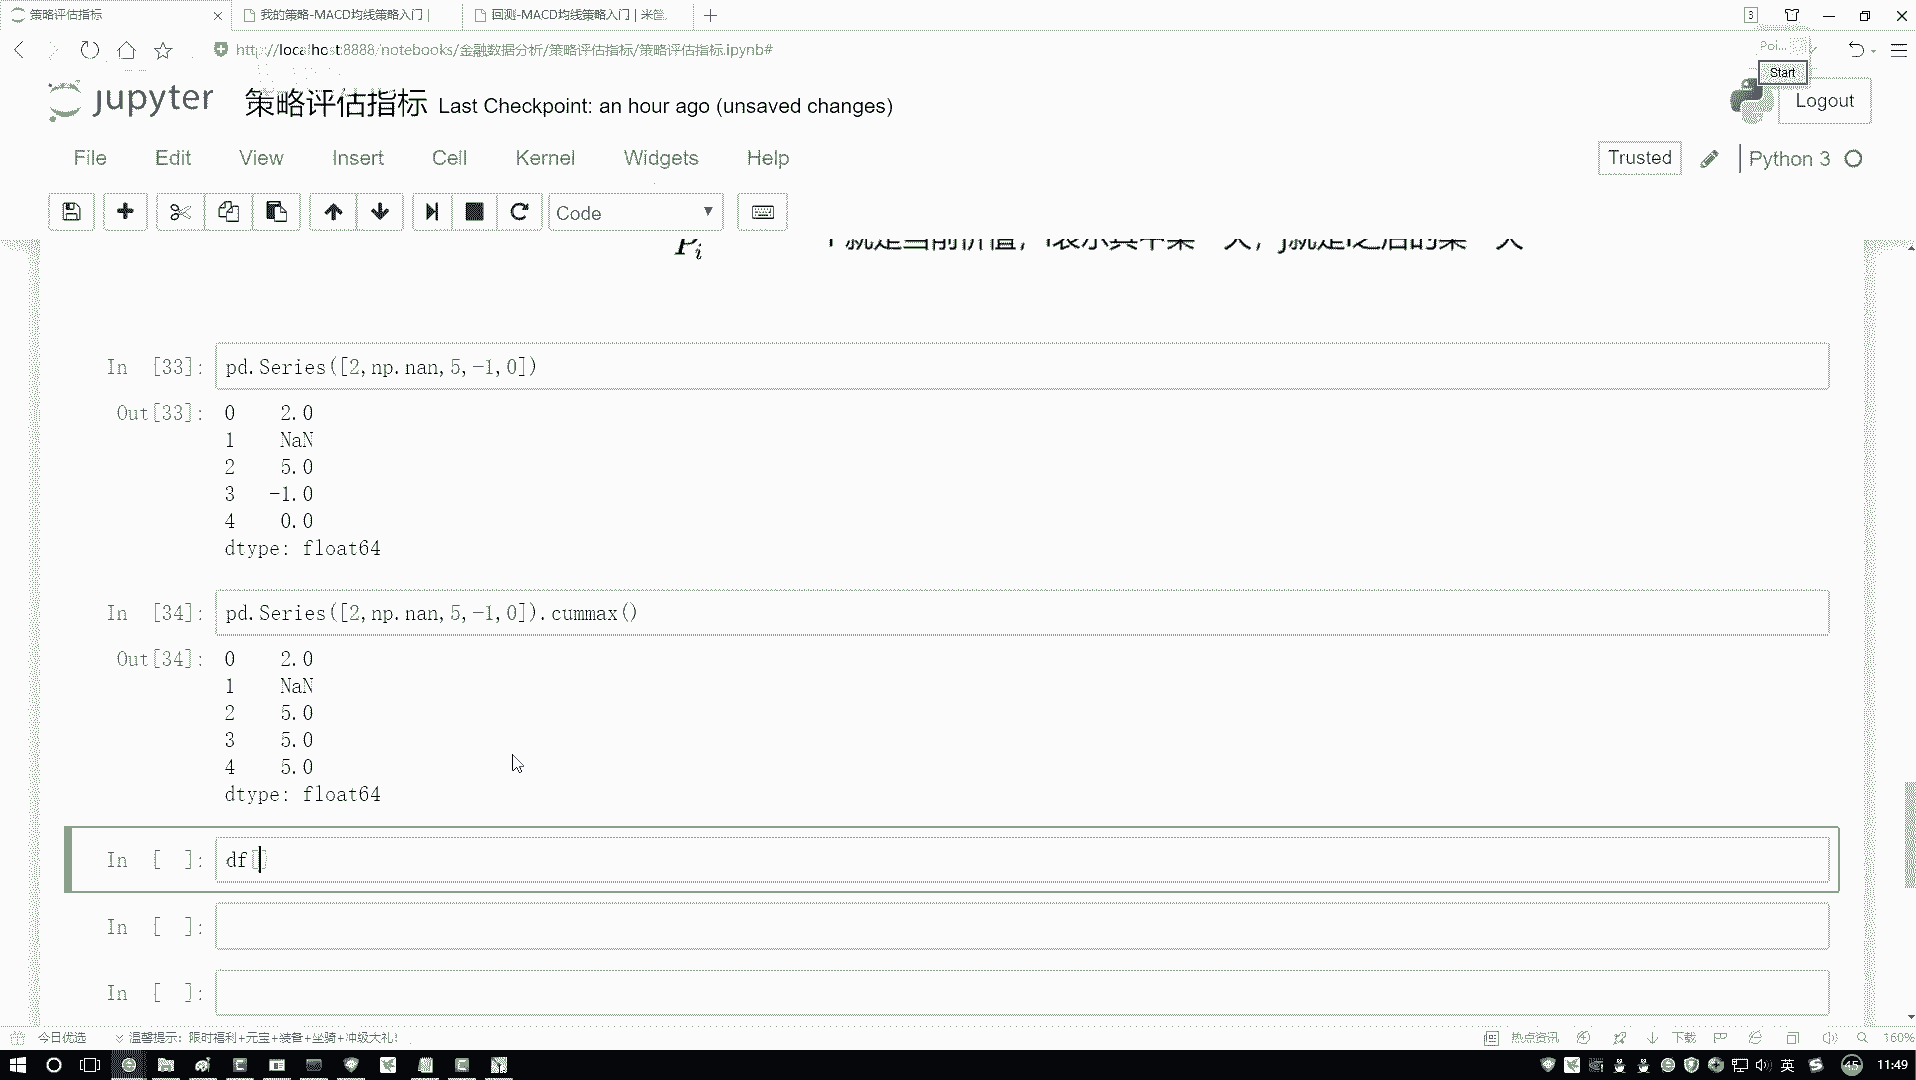 策略评估指标
我的策略-MACD均线策略入门 |
回测-MACD均线策略入门 | 米
3
http://localhost:8888/notebooks/金融数据分析/策略评估指标/策略评估指标.ipynb#
Poi...
Start
jupyter 策略评估指标 Last Checkpoint: an hour ago (unsaved changes)
Logout
File Edit View Insert Cell Kernel Widgets Help
Trusted
Python 3
Code
P_i
In [33]: pd.Series([2,np.nan,5,-1,0])
Out[33]: 0 2.0
1 NaN
2 5.0
3 -1.0
4 0.0
dtype: float64
In [34]: pd.Series([2,np.nan,5,-1,0]).cummax()
Out[34]: 0 2.0
1 NaN
2 5.0
3 5.0
4 5.0
dtype: float64
In [ ]: df[]
In [ ]:
In [ ]:
今日优选
温馨提示：限时福利+元宝+装备+坐骑+冲级大礼！
热点资讯
下载
160%
英
45
11:49